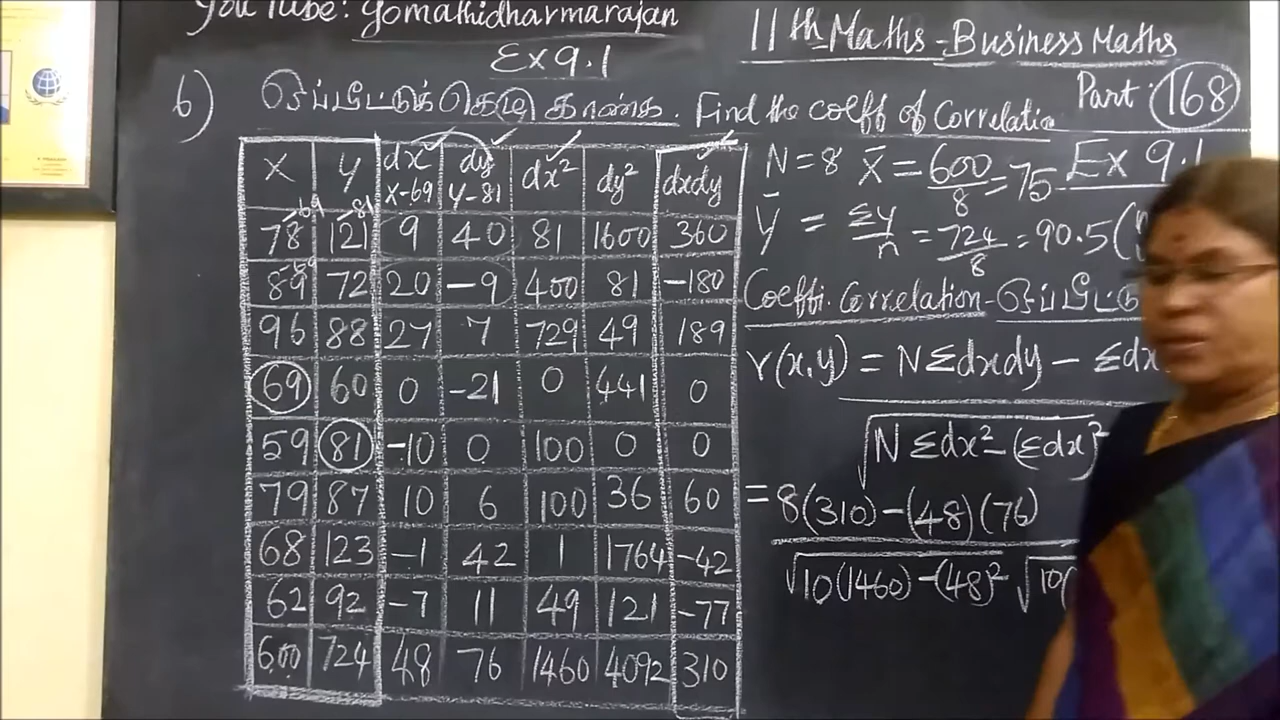 YouTube: gomathidharmarajan
11th Maths - Business Maths
Ex 9.1
Part: 168
6) ஒட்டுறவுக் கெழு காண்க. Find the coeff of Correlation
x y dx dy dx² dy² dxdy
x-69 y-81
-69 -81
78 121 9 40 81 1600 360
-69
89 72 20 -9 400 81 -180
96 88 27 7 729 49 189
69 60 0 -21 0 441 0
59 81 -10 0 100 0 0
79 87 10 6 100 36 60
68 123 -1 42 1 1764 -42
62 92 -7 11 49 121 -77
600 724 48 76 1460 4092 310
N = 8 X̄ = 600/8 = 75 Ex 9.1
ȳ = Σy/n = 724/8 = 90.5
Coeffi. Correlation -
r(x,y) = NΣdxdy - Σdx
√NΣdx² - (Σdx)²
= 8(310) - (48)(76)
√10(1460) - (48)² √10(